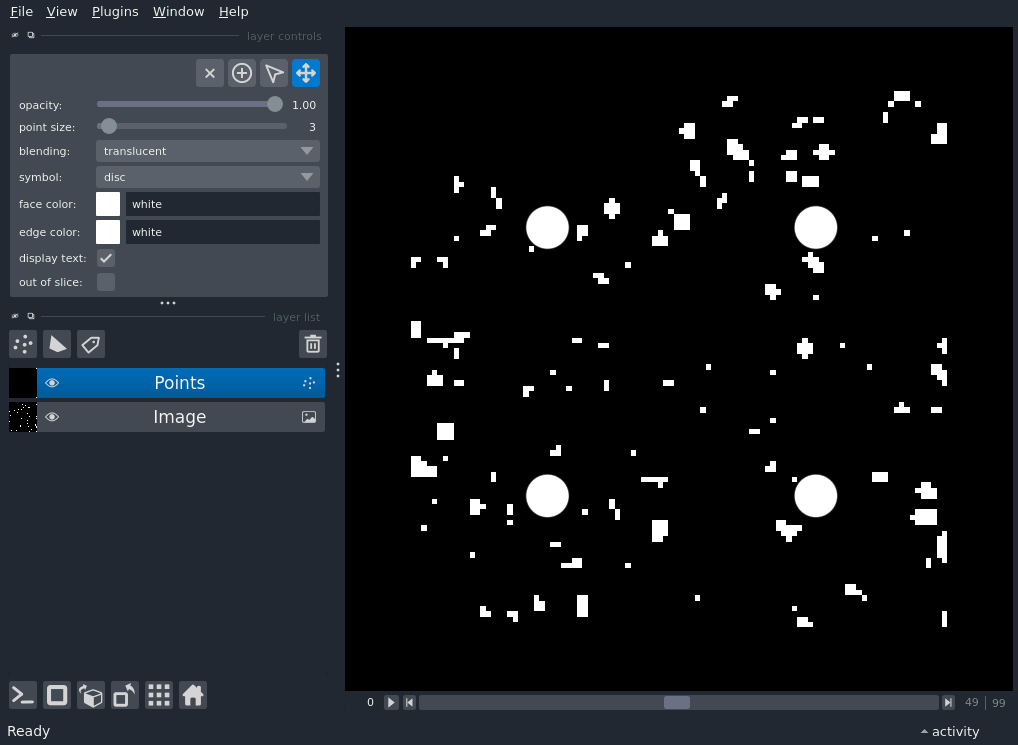 File View Plugins Window Help
layer controls
opacity: 1.00
point size: 3
blending: translucent
symbol: disc
face color: white
edge color: white
display text:
out of slice:
layer list
Points
Image
0 49 | 99
Ready activity